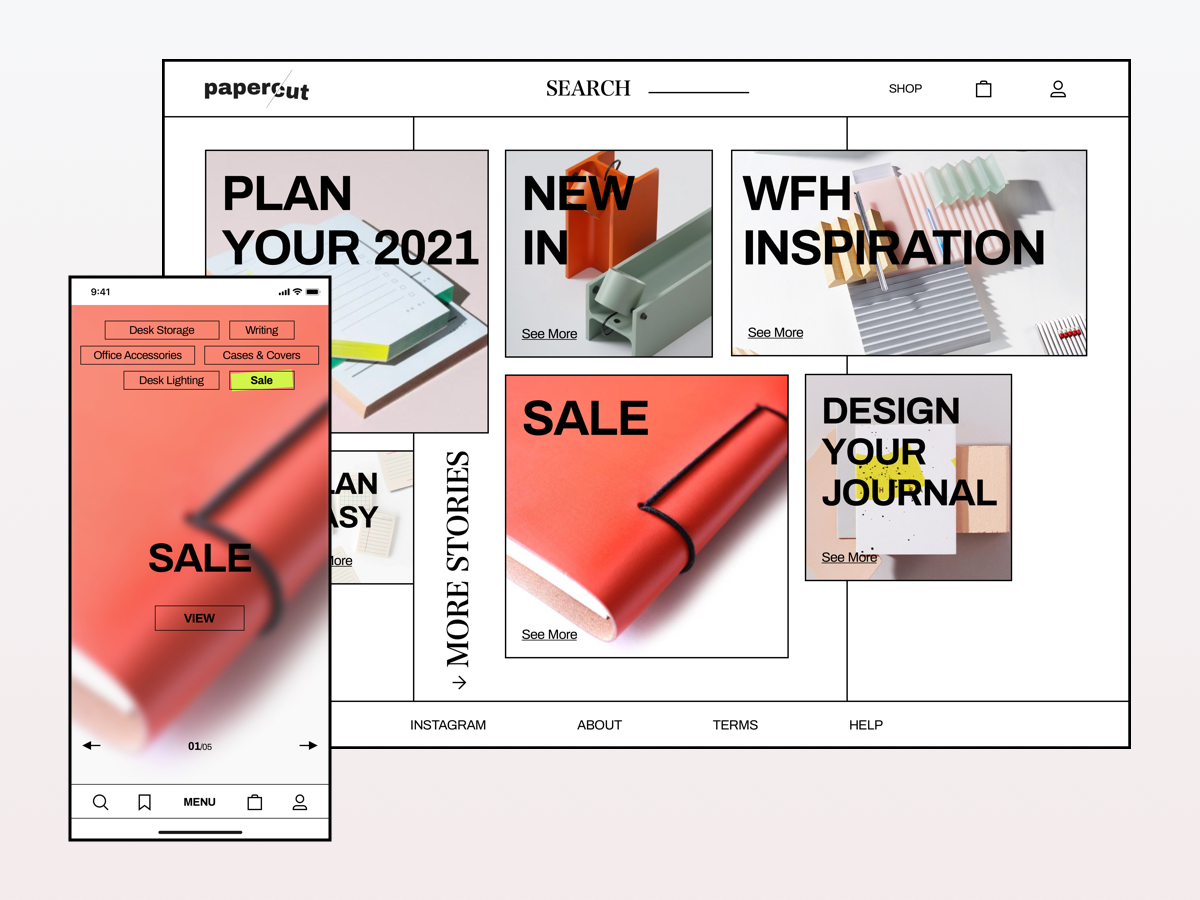 papercut
SEARCH
SHOP
PLAN
YOUR 2021
NEW
IN
See More
WFH
INSPIRATION
See More
LAN
ASY
More
MORE STORIES
SALE
See More
DESIGN
YOUR
JOURNAL
See More
INSTAGRAM
ABOUT
TERMS
HELP
9:41
Desk Storage
Writing
Office Accessories
Cases & Covers
Desk Lighting
Sale
SALE
VIEW
01/05
MENU